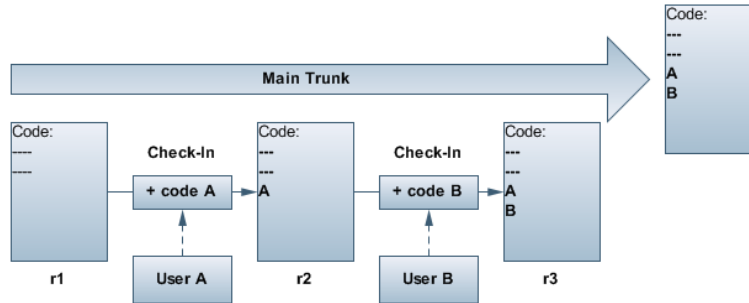 Code:
---
---
A
B
Main Trunk
Code:
----
----
Check-In
+ code A
Code:
---
---
A
Check-In
+ code B
Code:
---
---
A
B
r1
User A
r2
User B
r3